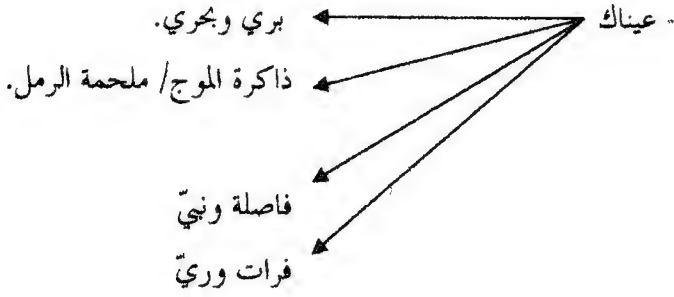 - عيناك
بري وبحري.
ذاكرة الموج/ ملحمة الرمل.
فاصلة ونبيّ
فرات وريّ